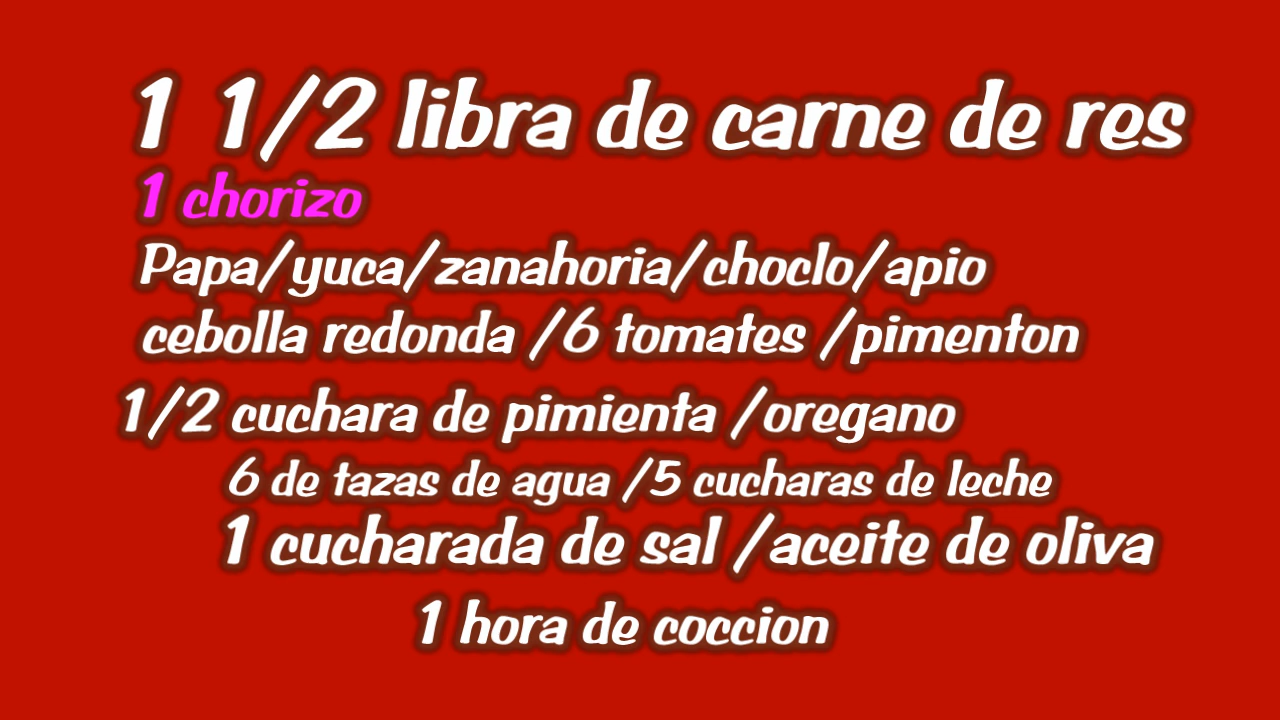 1 1/2 libra de carne de res
1 chorizo
Papa/yuca/zanahoria/choclo/apio
cebolla redonda /6 tomates /pimenton
1/2 cuchara de pimienta /oregano
6 de tazas de agua /5 cucharas de leche
1 cucharada de sal /aceite de oliva
1 hora de coccion